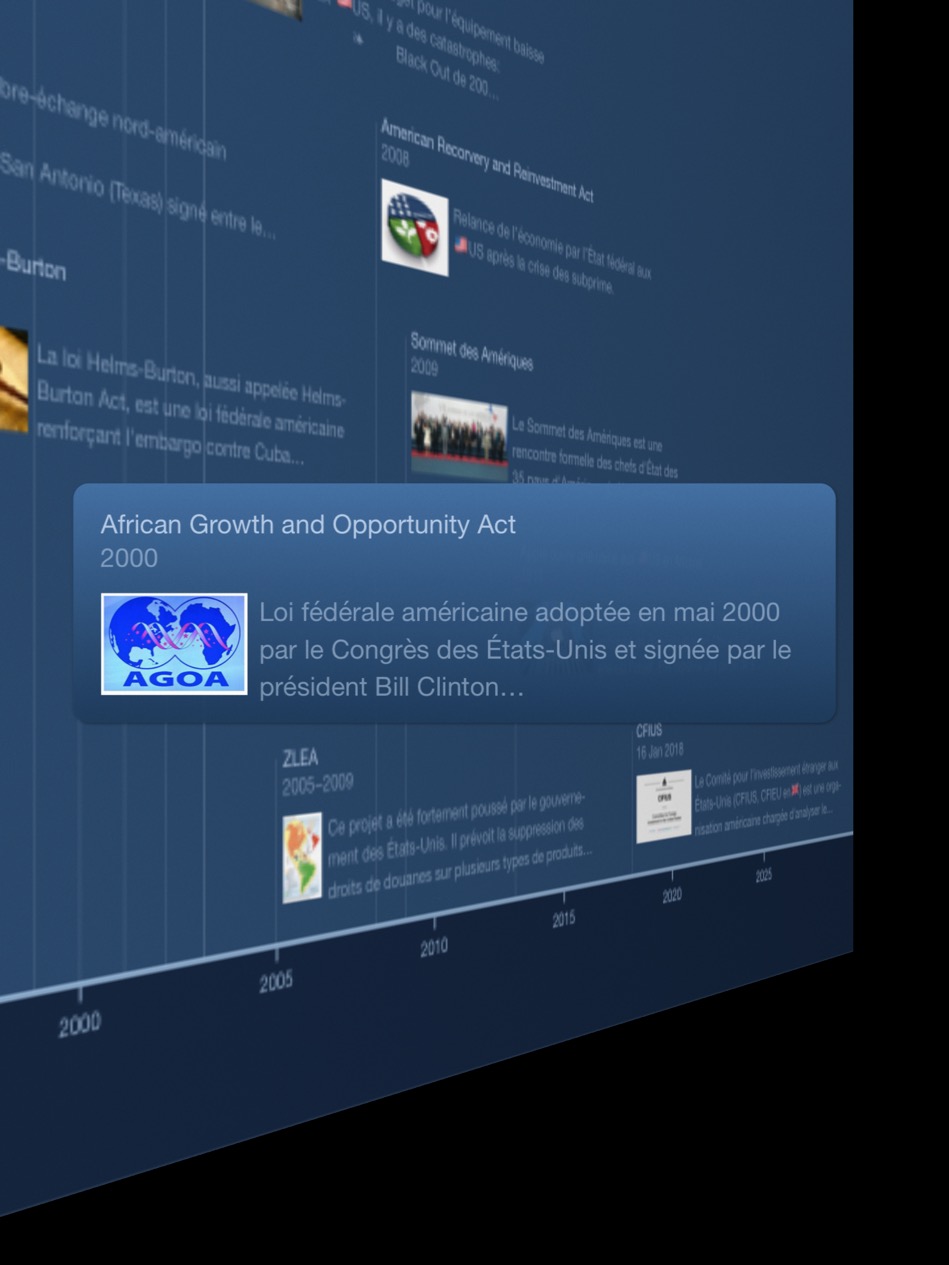 pour l'équipement baisse
US, il y a des catastrophes:
Black Out de 200...
bre-échange nord-américain
San Antonio (Texas) signé entre le...
-Burton
La loi Helms-Burton, aussi appelée Helms-
Burton Act, est une loi fédérale américaine
renforçant l'embargo contre Cuba...
American Recorvery and Reinvestment Act
2008
Relance de l'économie par l'État fédéral aux
US après la crise des subprime.
Sommet des Amériques
2009
Le Sommet des Amériques est une
rencontre formelle des chefs d'État des
35 pays
African Growth and Opportunity Act
2000
AGOA
Loi fédérale américaine adoptée en mai 2000
par le Congrès des États-Unis et signée par le
président Bill Clinton...
ZLEA
2005–2009
Ce projet a été fortement poussé par le gouverne-
ment des États-Unis. Il prévoit la suppression des
droits de douanes sur plusieurs types de produits...
CFIUS
16 Jan 2018
Le Comité pour l'investissement étranger aux
États-Unis (CFIUS, CFIEU en ) est une orga-
nisation américaine chargée d'analyser le...
2000
2005
2010
2015
2020
2025